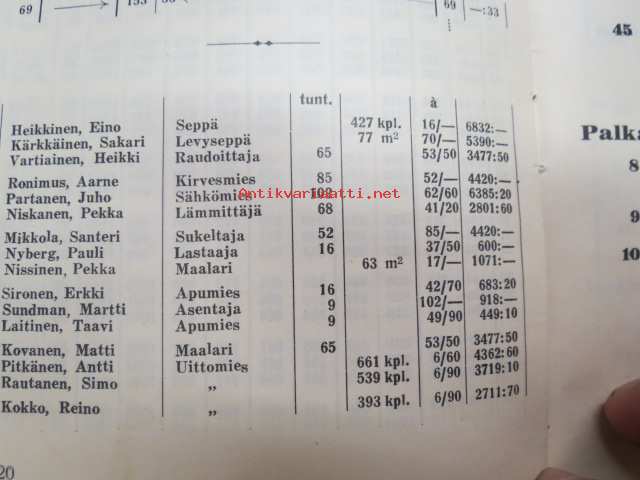 69 193 69 —:33
45
tunt. à
Heikkinen, Eino Seppä 427 kpl. 16/— 6832:—
Kärkkäinen, Sakari Levyseppä 77 m² 70/— 5390:—
Vartiainen, Heikki Raudoittaja 65 53/50 3477:50
Palka
8
Ronimus, Aarne Kirvesmies 85 52/— 4420:—
Partanen, Juho Sähkömies 102 62/60 6385:20
Antikvariaatti.net
Niskanen, Pekka Lämmittäjä 68 41/20 2801:60
9
Mikkola, Santeri Sukeltaja 52 85/— 4420:—
Nyberg, Pauli Lastaaja 16 37/50 600:—
10
Nissinen, Pekka Maalari 63 m² 17/— 1071:—
Sironen, Erkki Apumies 16 42/70 683:20
Sundman, Martti Asentaja 9 102/— 918:—
Laitinen, Taavi Apumies 9 49/90 449:10
Kovanen, Matti Maalari 65 53/50 3477:50
Pitkänen, Antti Uittomies 661 kpl. 6/60 4362:60
Rautanen, Simo „ 539 kpl. 6/90 3719:10
Kokko, Reino „ 393 kpl. 6/90 2711:70
20